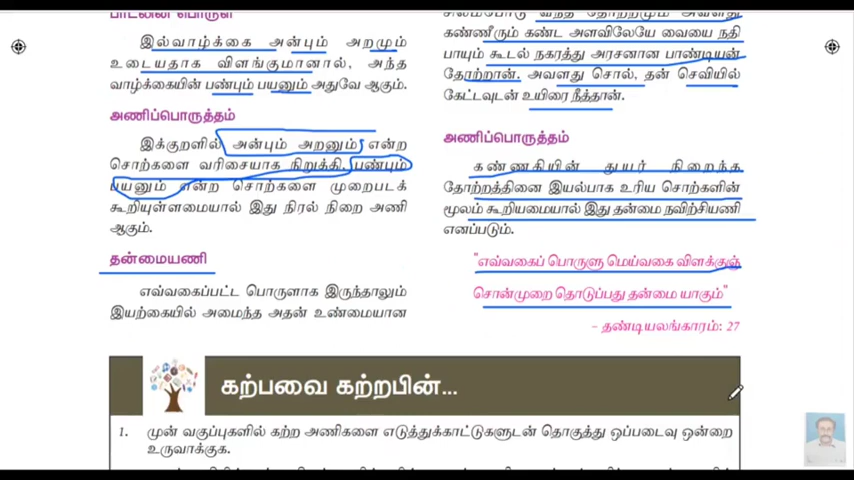 பாடலின் பொருள்
இல்வாழ்க்கை அன்பும் அறமும்
உடையதாக விளங்குமானால், அந்த
வாழ்க்கையின் பண்பும் பயனும் அதுவே ஆகும்.
அணிப்பொருத்தம்
இக்குறளில் அன்பும் அறனும் என்ற
சொற்களை வரிசையாக நிறுத்தி, பண்பும்
பயனும் என்ற சொற்களை முறைபடக்
கூறியுள்ளமையால் இது நிரல் நிறை அணி
ஆகும்.
தன்மையணி
எவ்வகைப்பட்ட பொருளாக இருந்தாலும்
இயற்கையில் அமைந்த அதன் உண்மையான
சிலம்போடு வந்த தோற்றமும் அவளது
கண்ணீரும் கண்ட அளவிலேயே வையை நதி
பாயும் கூடல் நகரத்து அரசனான பாண்டியன்
தோற்றான். அவளது சொல், தன் செவியில்
கேட்டவுடன் உயிரை நீத்தான்.
அணிப்பொருத்தம்
கண்ணகியின் துயர் நிறைந்த
தோற்றத்தினை இயல்பாக உரிய சொற்களின்
மூலம் கூறியமையால் இது தன்மை நவிற்சியணி
எனப்படும்.
"எவ்வகைப் பொருளு மெய்வகை விளக்குஞ்
சொன்முறை தொடுப்பது தன்மை யாகும்"
– தண்டியலங்காரம்: 27
கற்பவை கற்றபின்...
1. முன் வகுப்புகளில் கற்ற அணிகளை எடுத்துக்காட்டுகளுடன் தொகுத்து ஒப்படைவு ஒன்றை
உருவாக்குக.